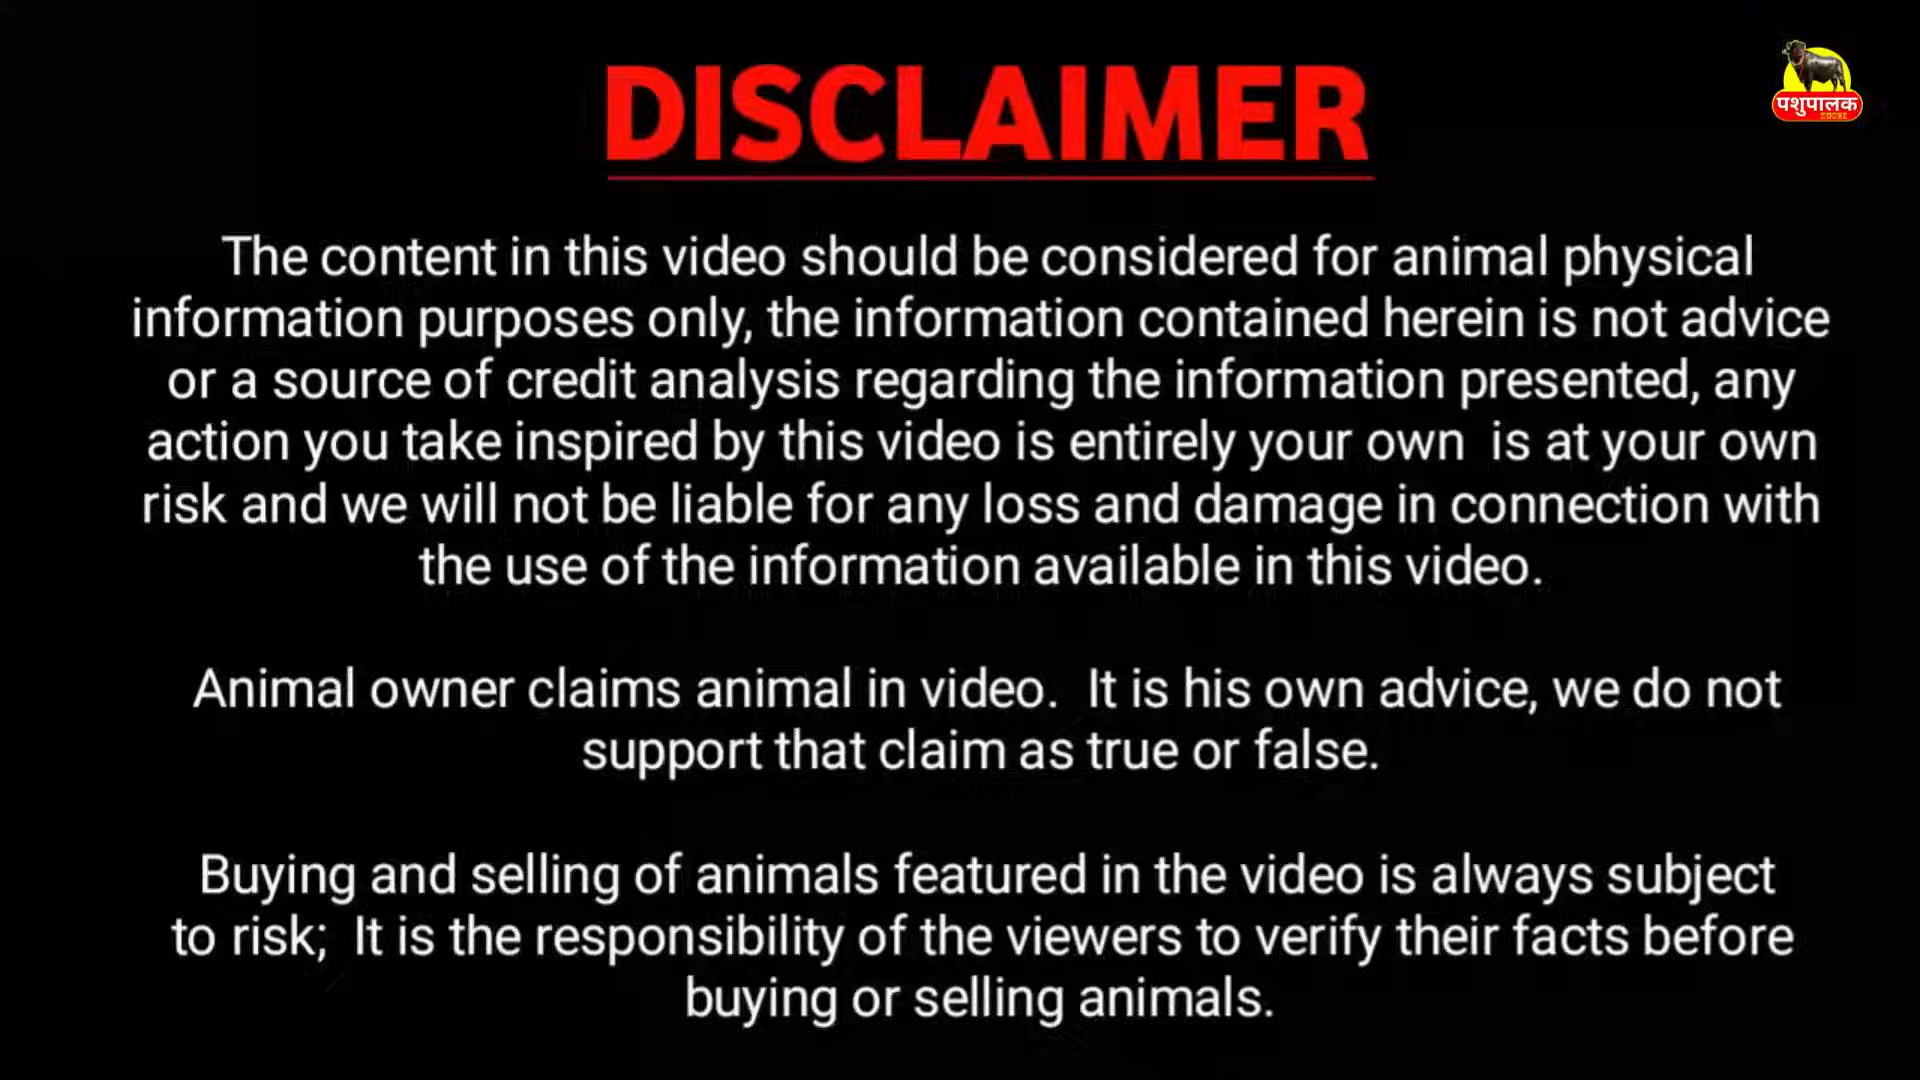 DISCLAIMER
पशुपालक
The content in this video should be considered for animal physical
information purposes only, the information contained herein is not advice
or a source of credit analysis regarding the information presented, any
action you take inspired by this video is entirely your own  is at your own
risk and we will not be liable for any loss and damage in connection with
the use of the information available in this video.
Animal owner claims animal in video.  It is his own advice, we do not
support that claim as true or false.
Buying and selling of animals featured in the video is always subject
to risk;  It is the responsibility of the viewers to verify their facts before
buying or selling animals.